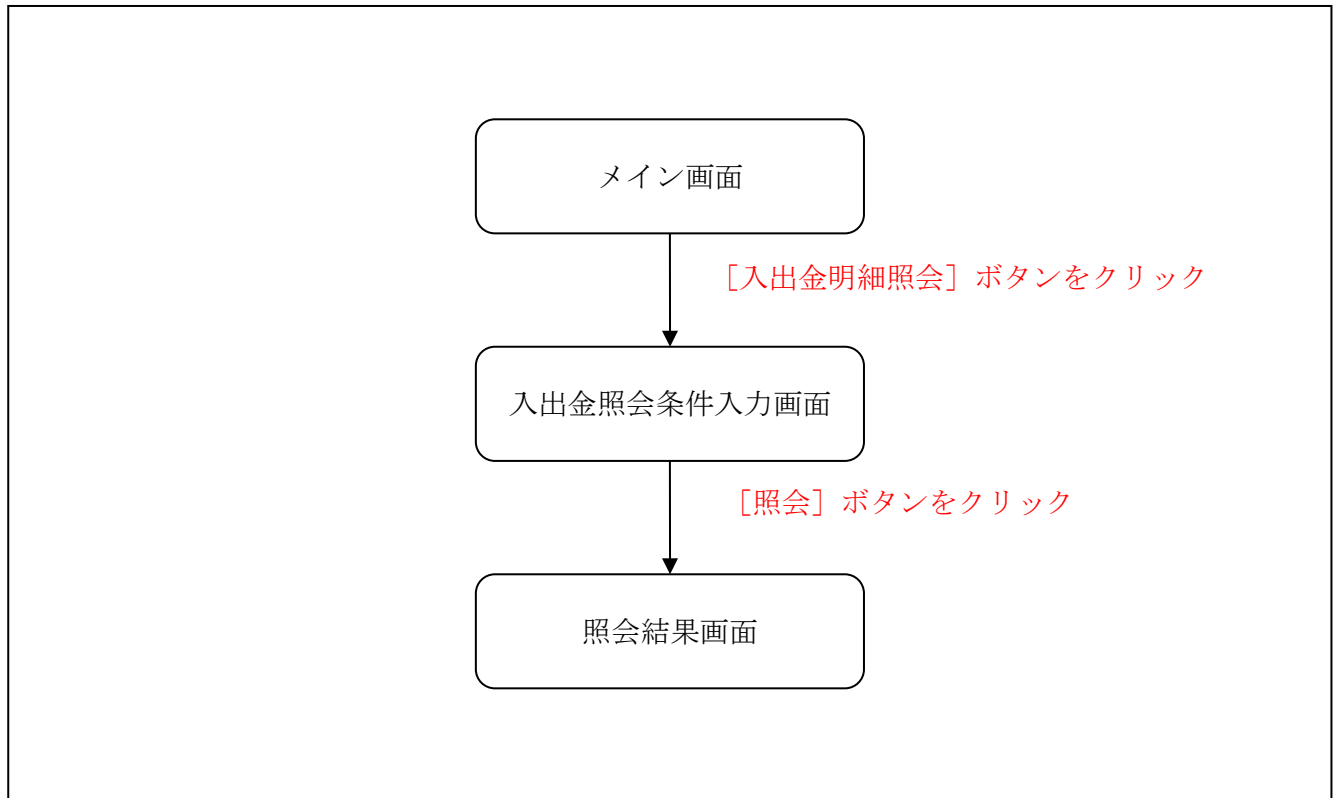 メイン画面
［入出金明細照会］ボタンをクリック
入出金照会条件入力画面
［照会］ボタンをクリック
照会結果画面